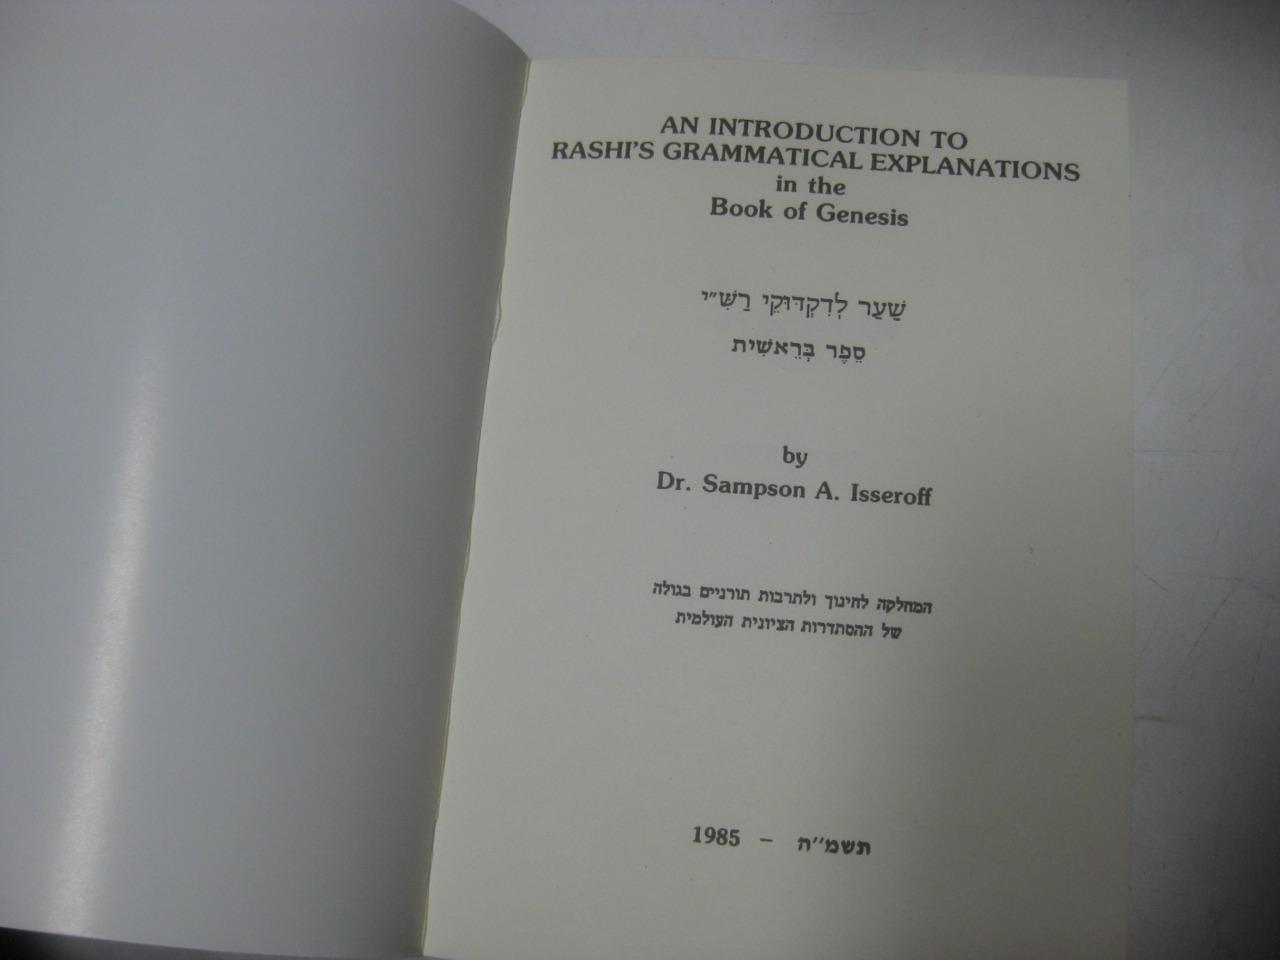 AN INTRODUCTION TO
RASHI'S GRAMMATICAL EXPLANATIONS
in the
Book of Genesis
שַׁעַר לְדִקְדּוּקֵי רַשִׁ״י
סֵפֶר בְּרֵאשִׁית
by
Dr. Sampson A. Isseroff
המחלקה לחינוך ולתרבות תורניים בגולה
של ההסתדרות הציונית העולמית
1985 – תשמ״ה